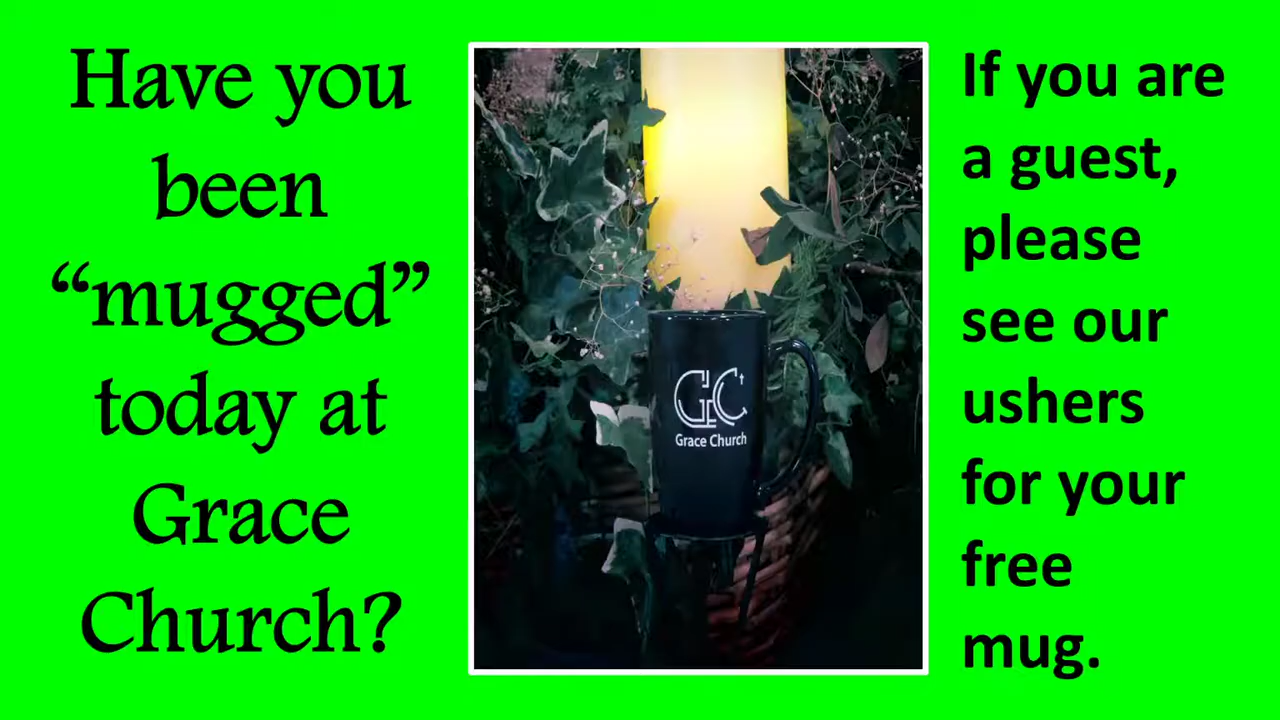 Have you
been
“mugged”
today at
Grace
Church?
GC
Grace Church
If you are
a guest,
please
see our
ushers
for your
free
mug.